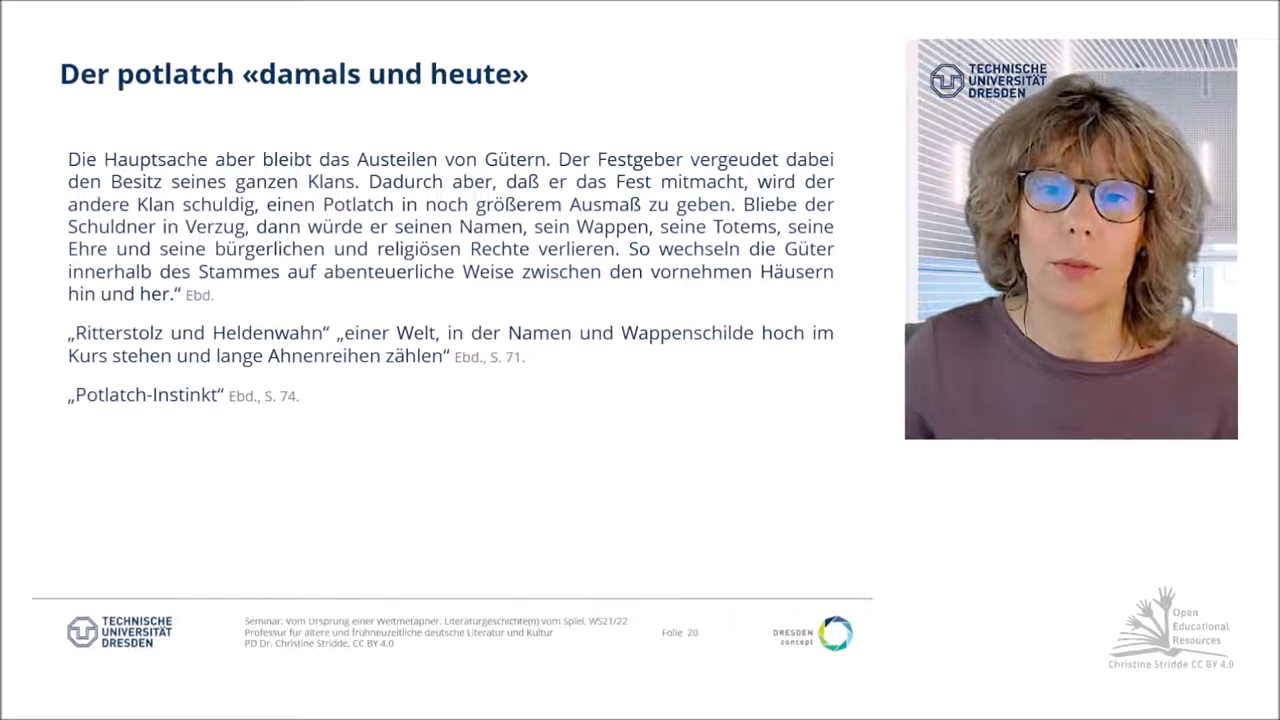 Der potlatch «damals und heute»
TECHNISCHE
UNIVERSITÄT
DRESDEN
Die Hauptsache aber bleibt das Austeilen von Gütern. Der Festgeber vergeudet dabei
den Besitz seines ganzen Klans. Dadurch aber, daß er das Fest mitmacht, wird der
andere Klan schuldig, einen Potlatch in noch größerem Ausmaß zu geben. Bliebe der
Schuldner in Verzug, dann würde er seinen Namen, sein Wappen, seine Totems, seine
Ehre und seine bürgerlichen und religiösen Rechte verlieren. So wechseln die Güter
innerhalb des Stammes auf abenteuerliche Weise zwischen den vornehmen Häusern
hin und her.“ Ebd.
„Ritterstolz und Heldenwahn“ „einer Welt, in der Namen und Wappenschilde hoch im
Kurs stehen und lange Ahnenreihen zählen“ Ebd., S. 71.
„Potlatch-Instinkt“ Ebd., S. 74.
TECHNISCHE
UNIVERSITÄT
DRESDEN
Seminar: Vom Ursprung einer Weltmetapher. Literaturgeschichte(n) vom Spiel, WS21/22
Professur für ältere und frühneuzeitliche deutsche Literatur und Kultur
PD Dr. Christine Stridde, CC BY 4.0
Folie 20
DRESDEN
concept
Open
Educational
Resources
Christine Stridde CC BY 4.0